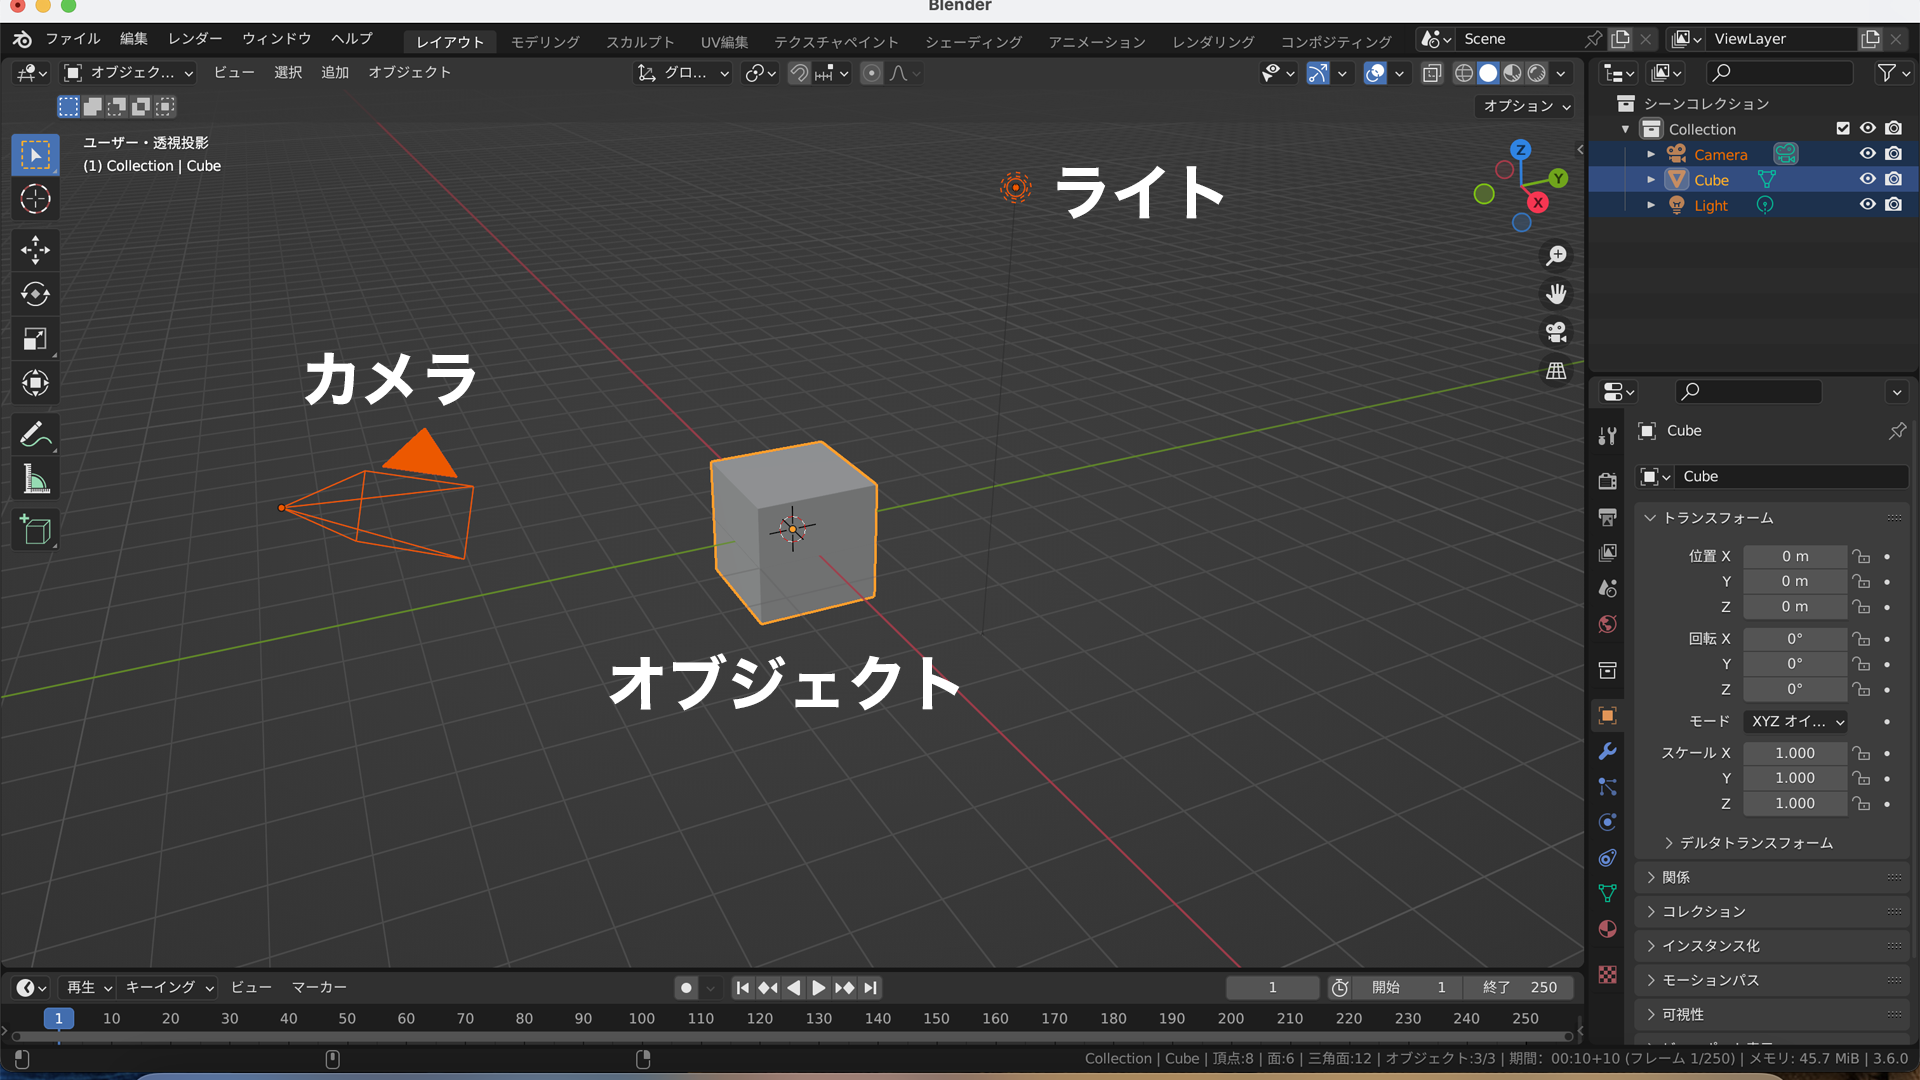 Blender
ファイル 編集 レンダー ウィンドウ ヘルプ レイアウト モデリング スカルプト UV編集 テクスチャペイント シェーディング アニメーション レンダリング コンポジティング Scene ViewLayer
オブジェク... ビュー 選択 追加 オブジェクト グロ...
オプション
ユーザー・透視投影
(1) Collection | Cube
Z
Y
X
ライト
カメラ
オブジェクト
シーンコレクション
Collection
Camera
Cube
Light
Cube
Cube
トランスフォーム
位置 X 0 m
Y 0 m
Z 0 m
回転 X 0°
Y 0°
Z 0°
モード XYZ オイ...
スケール X 1.000
Y 1.000
Z 1.000
デルタトランスフォーム
関係
コレクション
インスタンス化
モーションパス
可視性
再生 キーイング ビュー マーカー 1 開始 1 終了 250
1 10 20 30 40 50 60 70 80 90 100 110 120 130 140 150 160 170 180 190 200 210 220 230 240 250
Collection | Cube | 頂点:8 | 面:6 | 三角面:12 | オブジェクト:3/3 | 期間: 00:10+10 (フレーム 1/250) | メモリ: 45.7 MiB | 3.6.0